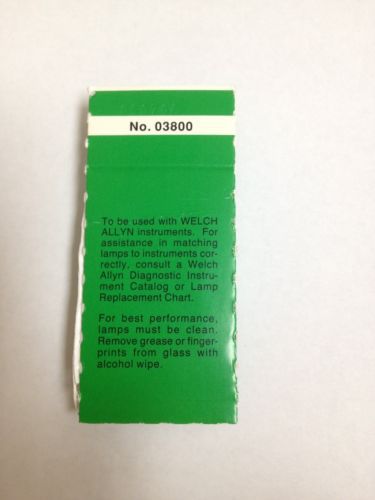 No. 03800
To be used with WELCH
ALLYN instruments. For
assistance in matching
lamps to instruments cor-
rectly, consult a Welch
Allyn Diagnostic Instru-
ment Catalog or Lamp
Replacement Chart.
For best performance,
lamps must be clean.
Remove grease or finger-
prints from glass with
alcohol wipe.